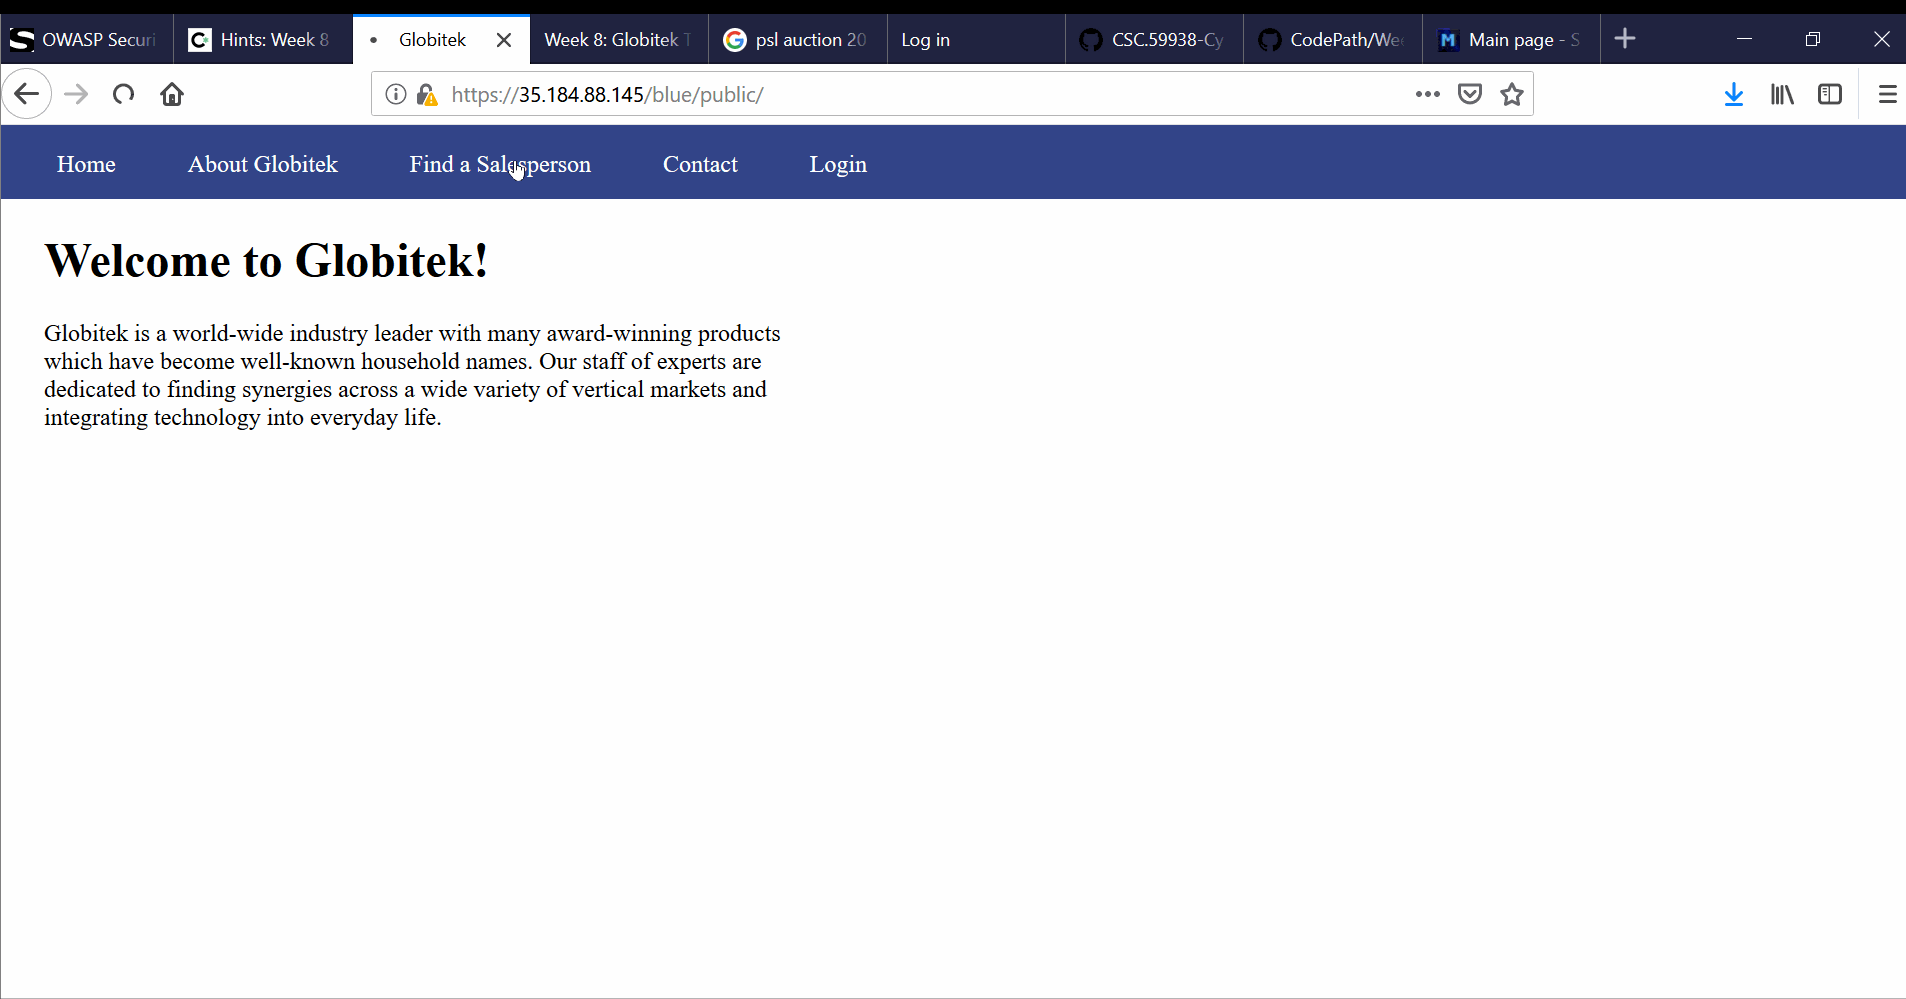 OWASP Securi
Hints: Week 8
Globitek
Week 8: Globitek T
psl auction 20
Log in
CSC.59938-Cy
CodePath/Wee
Main page - S
https://35.184.88.145/blue/public/
Home
About Globitek
Find a Salesperson
Contact
Login
Welcome to Globitek!
Globitek is a world-wide industry leader with many award-winning products
which have become well-known household names. Our staff of experts are
dedicated to finding synergies across a wide variety of vertical markets and
integrating technology into everyday life.